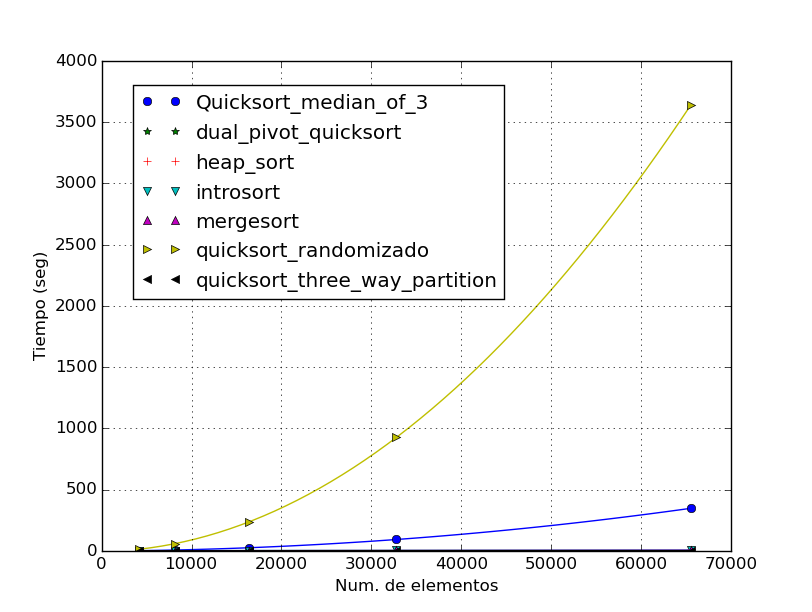 4000
3500
3000
2500
2000
1500
1000
500
0
Tiempo (seg)
Quicksort_median_of_3
dual_pivot_quicksort
heap_sort
introsort
mergesort
quicksort_randomizado
quicksort_three_way_partition
0 10000 20000 30000 40000 50000 60000 70000
Num. de elementos